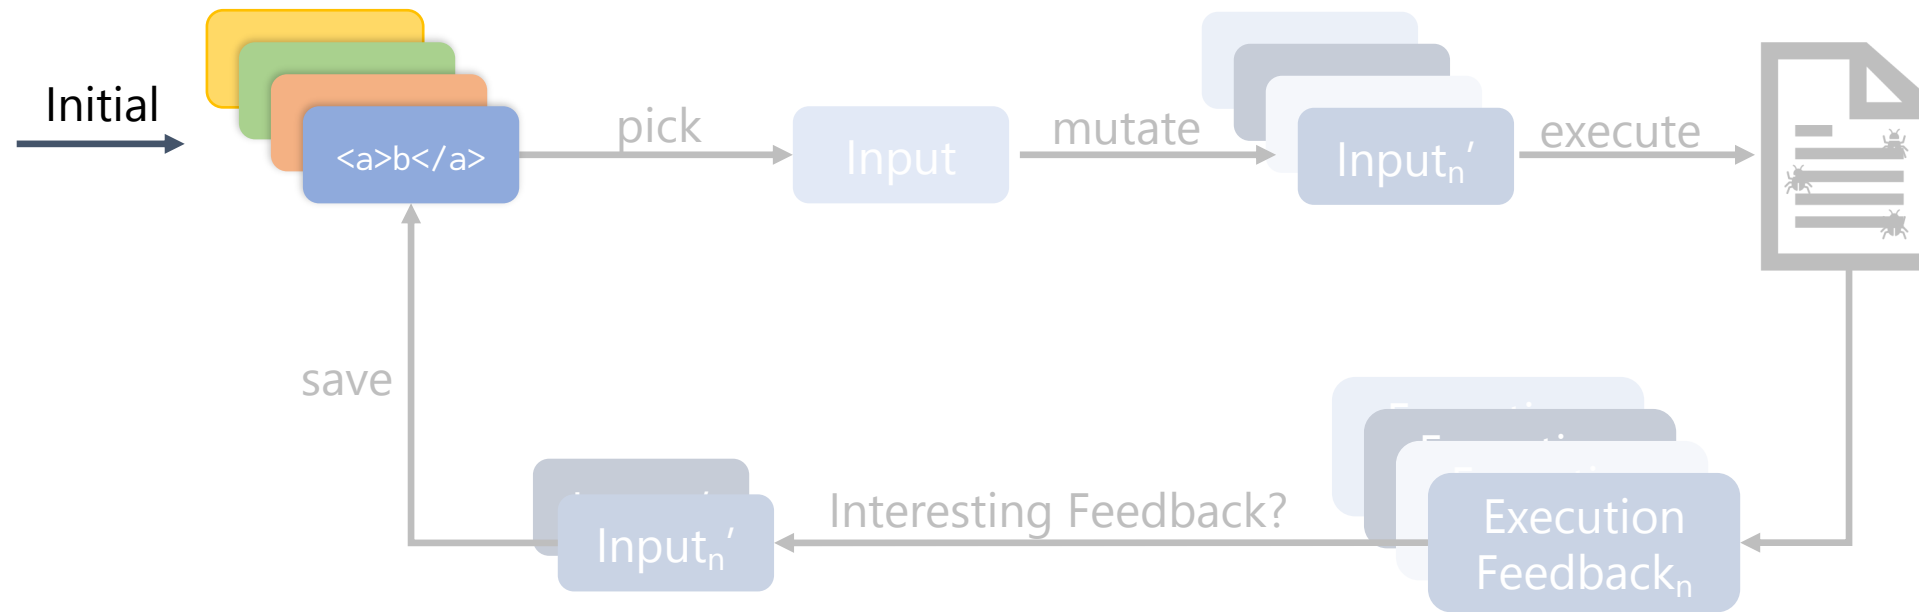 Initial
<a>b</a>
pick
Input
mutate
Inputn′
execute
save
Inputn′
Interesting Feedback?
Execution
Feedbackn